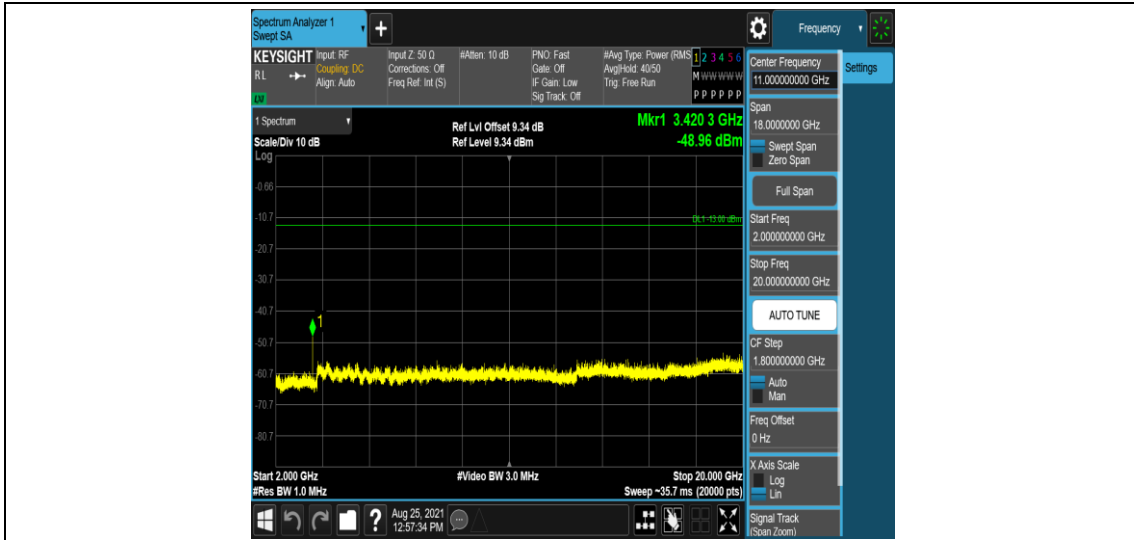 Spectrum Analyzer 1
Swept SA
+
Frequency
KEYSIGHT
RL
LXI
Input: RF
Coupling: DC
Align: Auto
Input Z: 50 Ω
Corrections: Off
Freq Ref: Int (S)
#Atten: 10 dB
PNO: Fast
Gate: Off
IF Gain: Low
Sig Track: Off
#Avg Type: Power (RMS
Avg|Hold: 40/50
Trig: Free Run
1 2 3 4 5 6
M W W W W W
P P P P P P
1 Spectrum
Scale/Div 10 dB
Log
Ref Lvl Offset 9.34 dB
Ref Level 9.34 dBm
Mkr1 3.420 3 GHz
-48.96 dBm
-0.66
-10.7
DL1 -13.00 dBm
-20.7
-30.7
-40.7
1
-50.7
-60.7
-70.7
-80.7
Start 2.000 GHz
#Res BW 1.0 MHz
#Video BW 3.0 MHz
Stop 20.000 GHz
Sweep ~35.7 ms (20000 pts)
Center Frequency
11.000000000 GHz
Settings
Span
18.0000000 GHz
Swept Span
Zero Span
Full Span
Start Freq
2.000000000 GHz
Stop Freq
20.000000000 GHz
AUTO TUNE
CF Step
1.800000000 GHz
Auto
Man
Freq Offset
0 Hz
X Axis Scale
Log
Lin
Signal Track
(Span Zoom)
?
Aug 25, 2021
12:57:34 PM